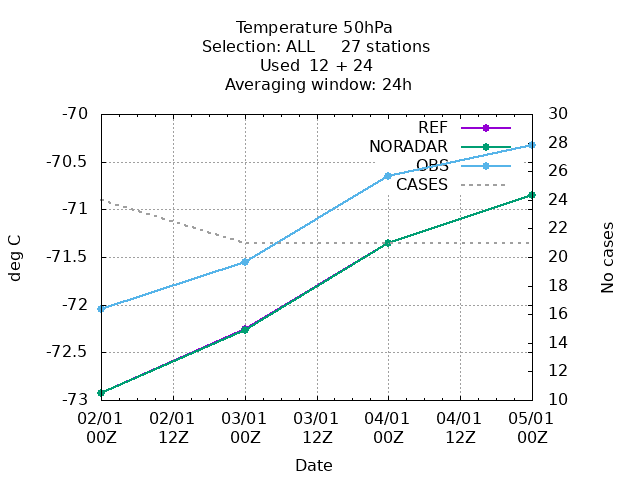 Temperature 50hPa
Selection: ALL 27 stations
Used 12 + 24
Averaging window: 24h
-70
-70.5
-71
-71.5
-72
-72.5
-73
deg C
30
28
26
24
22
20
18
16
14
12
10
No cases
REF
NORADAR
OBS
CASES
02/01 02/01 03/01 03/01 04/01 04/01 05/01
00Z 12Z 00Z 12Z 00Z 12Z 00Z
Date